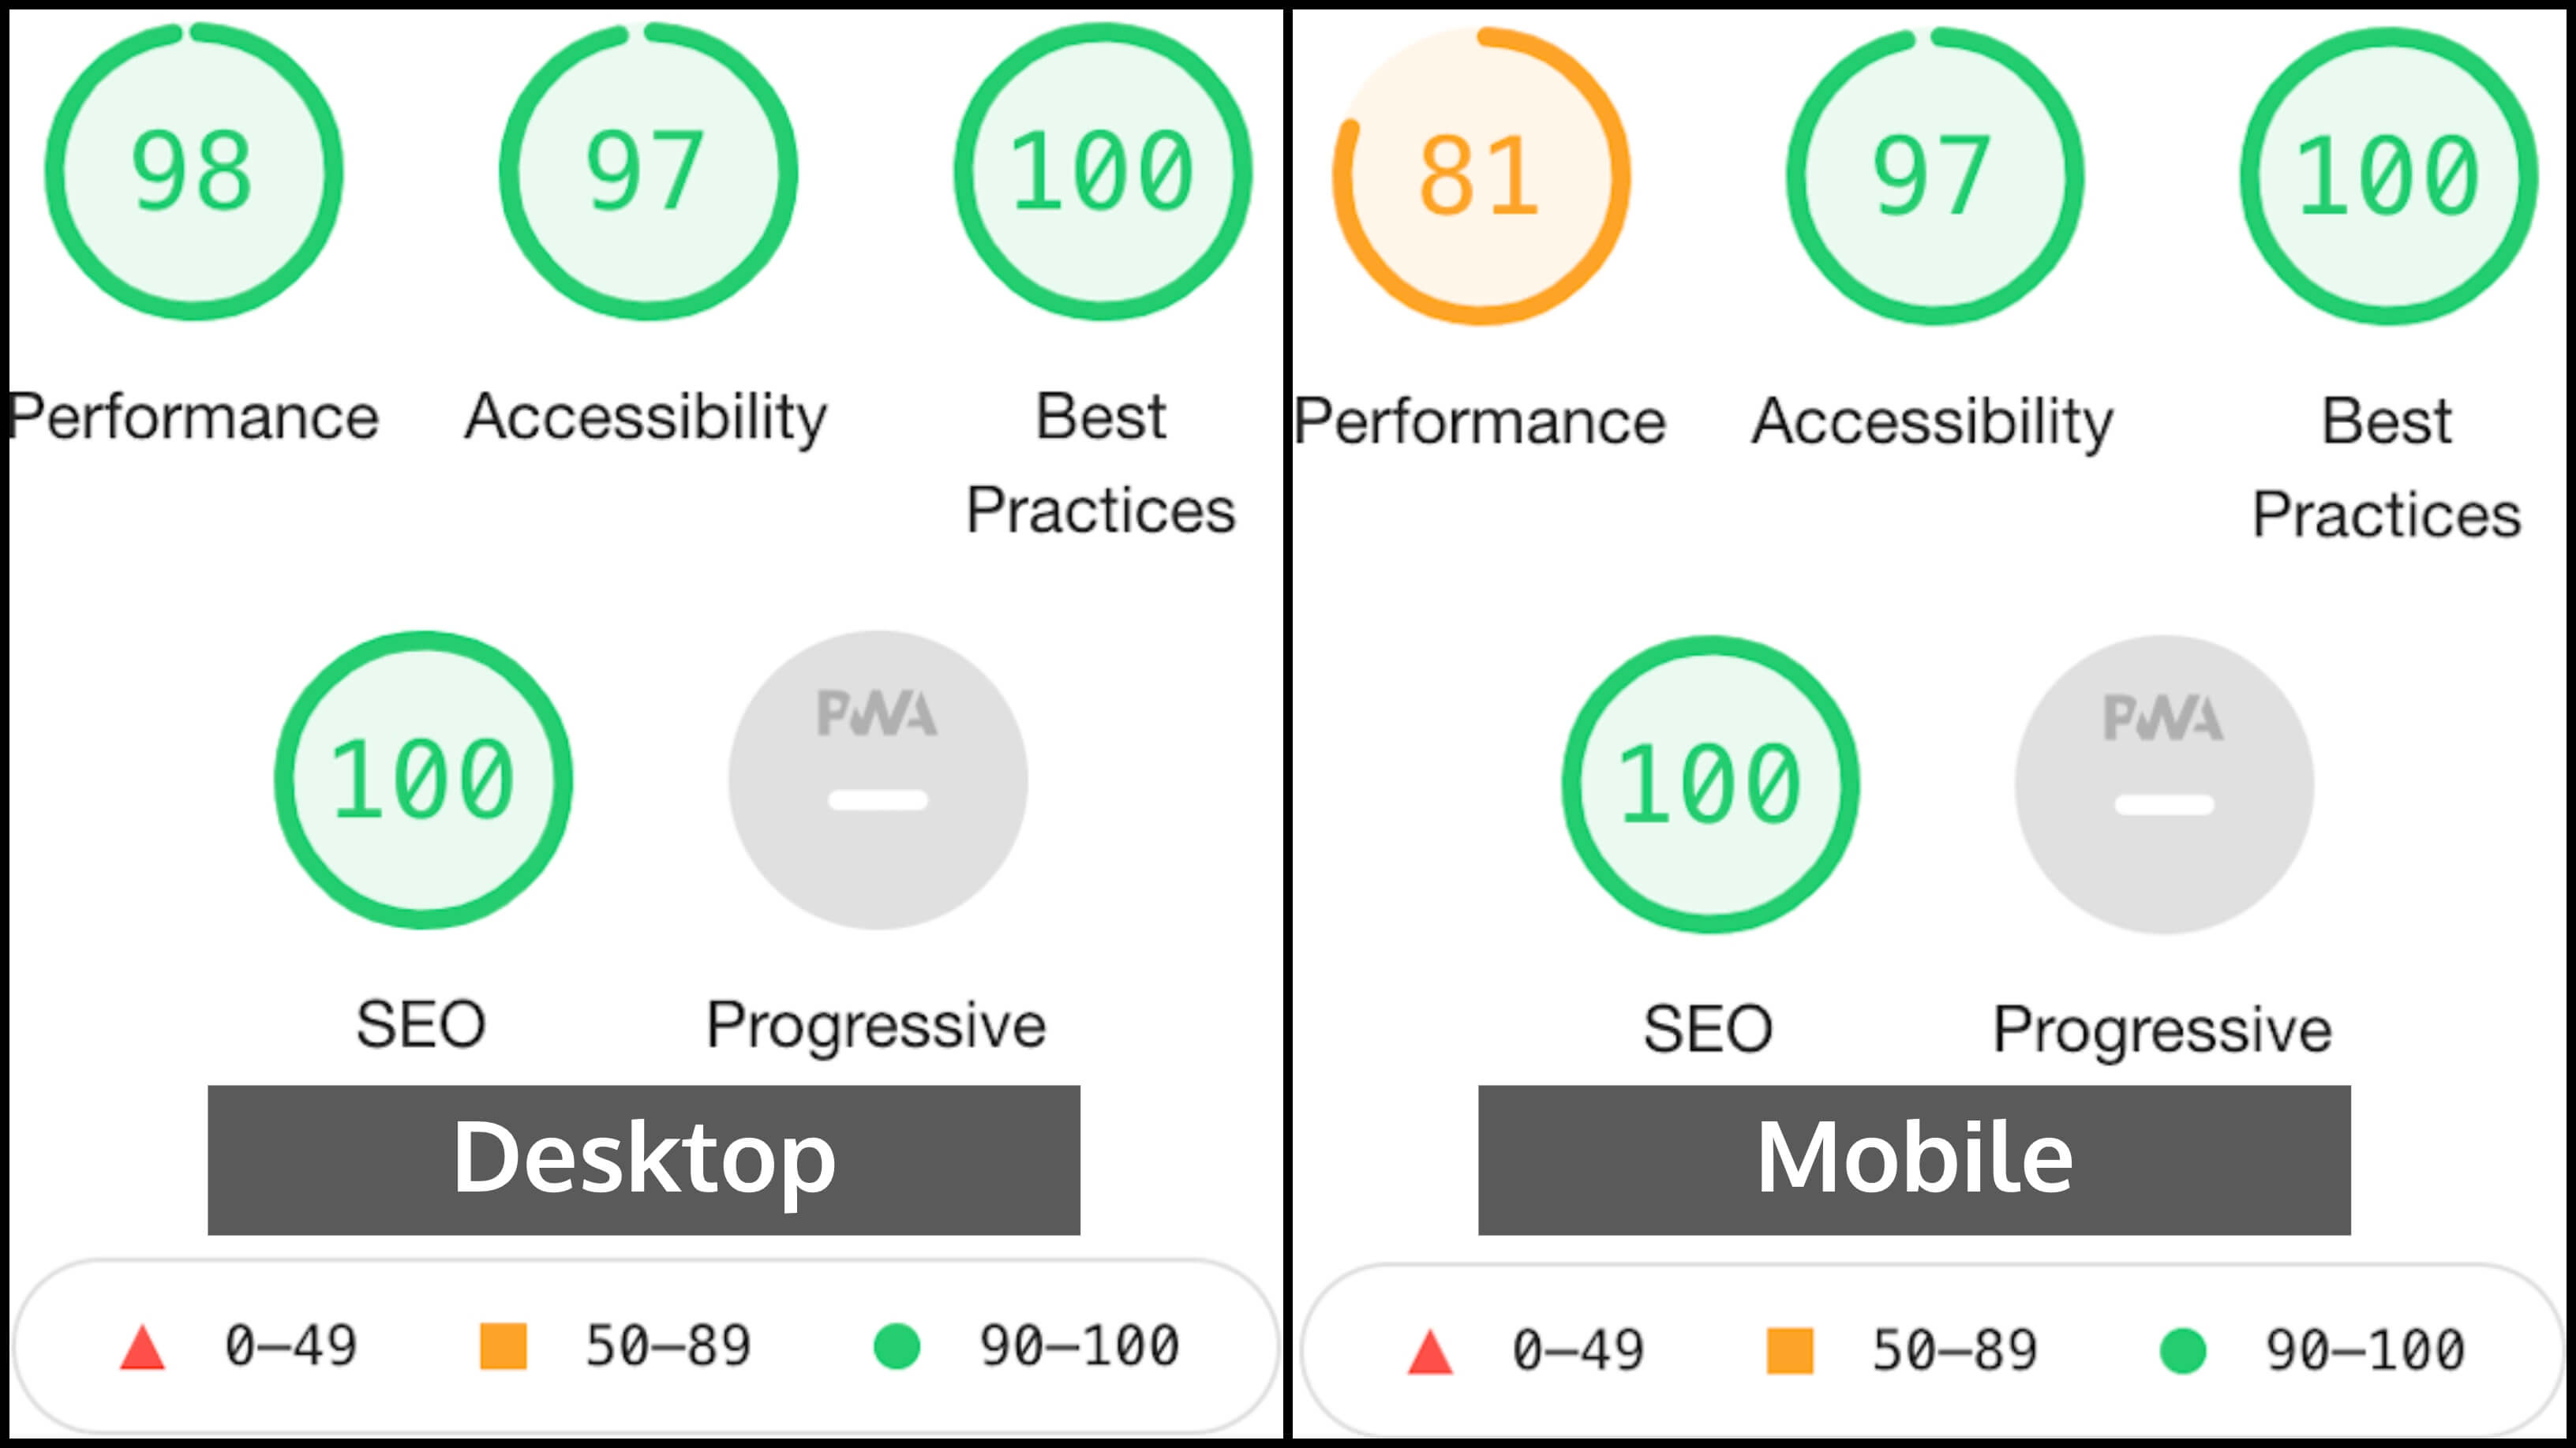 98
97
100
Performance
Accessibility
Best
Practices
100
PWA
SEO
Progressive
Desktop
0–49
50–89
90–100
81
97
100
Performance
Accessibility
Best
Practices
100
PWA
SEO
Progressive
Mobile
0–49
50–89
90–100